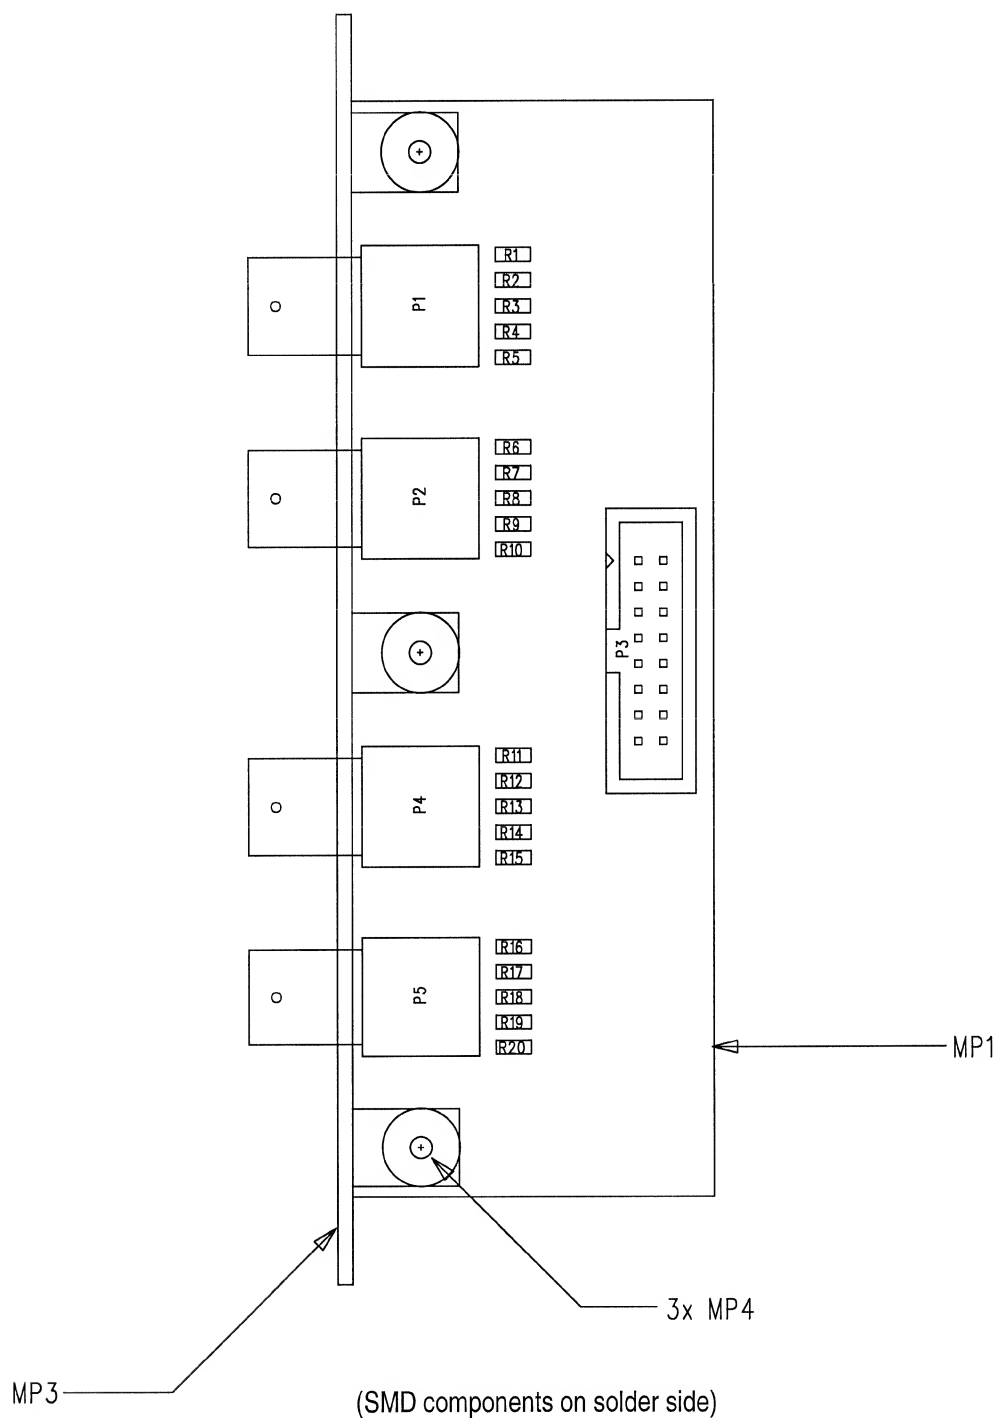 R1
R2
P1
R3
R4
R5
R6
R7
P2
R8
R9
R10
P3
R11
R12
P4
R13
R14
R15
R16
R17
P5
R18
R19
R20
MP1
3x MP4
MP3
(SMD components on solder side)